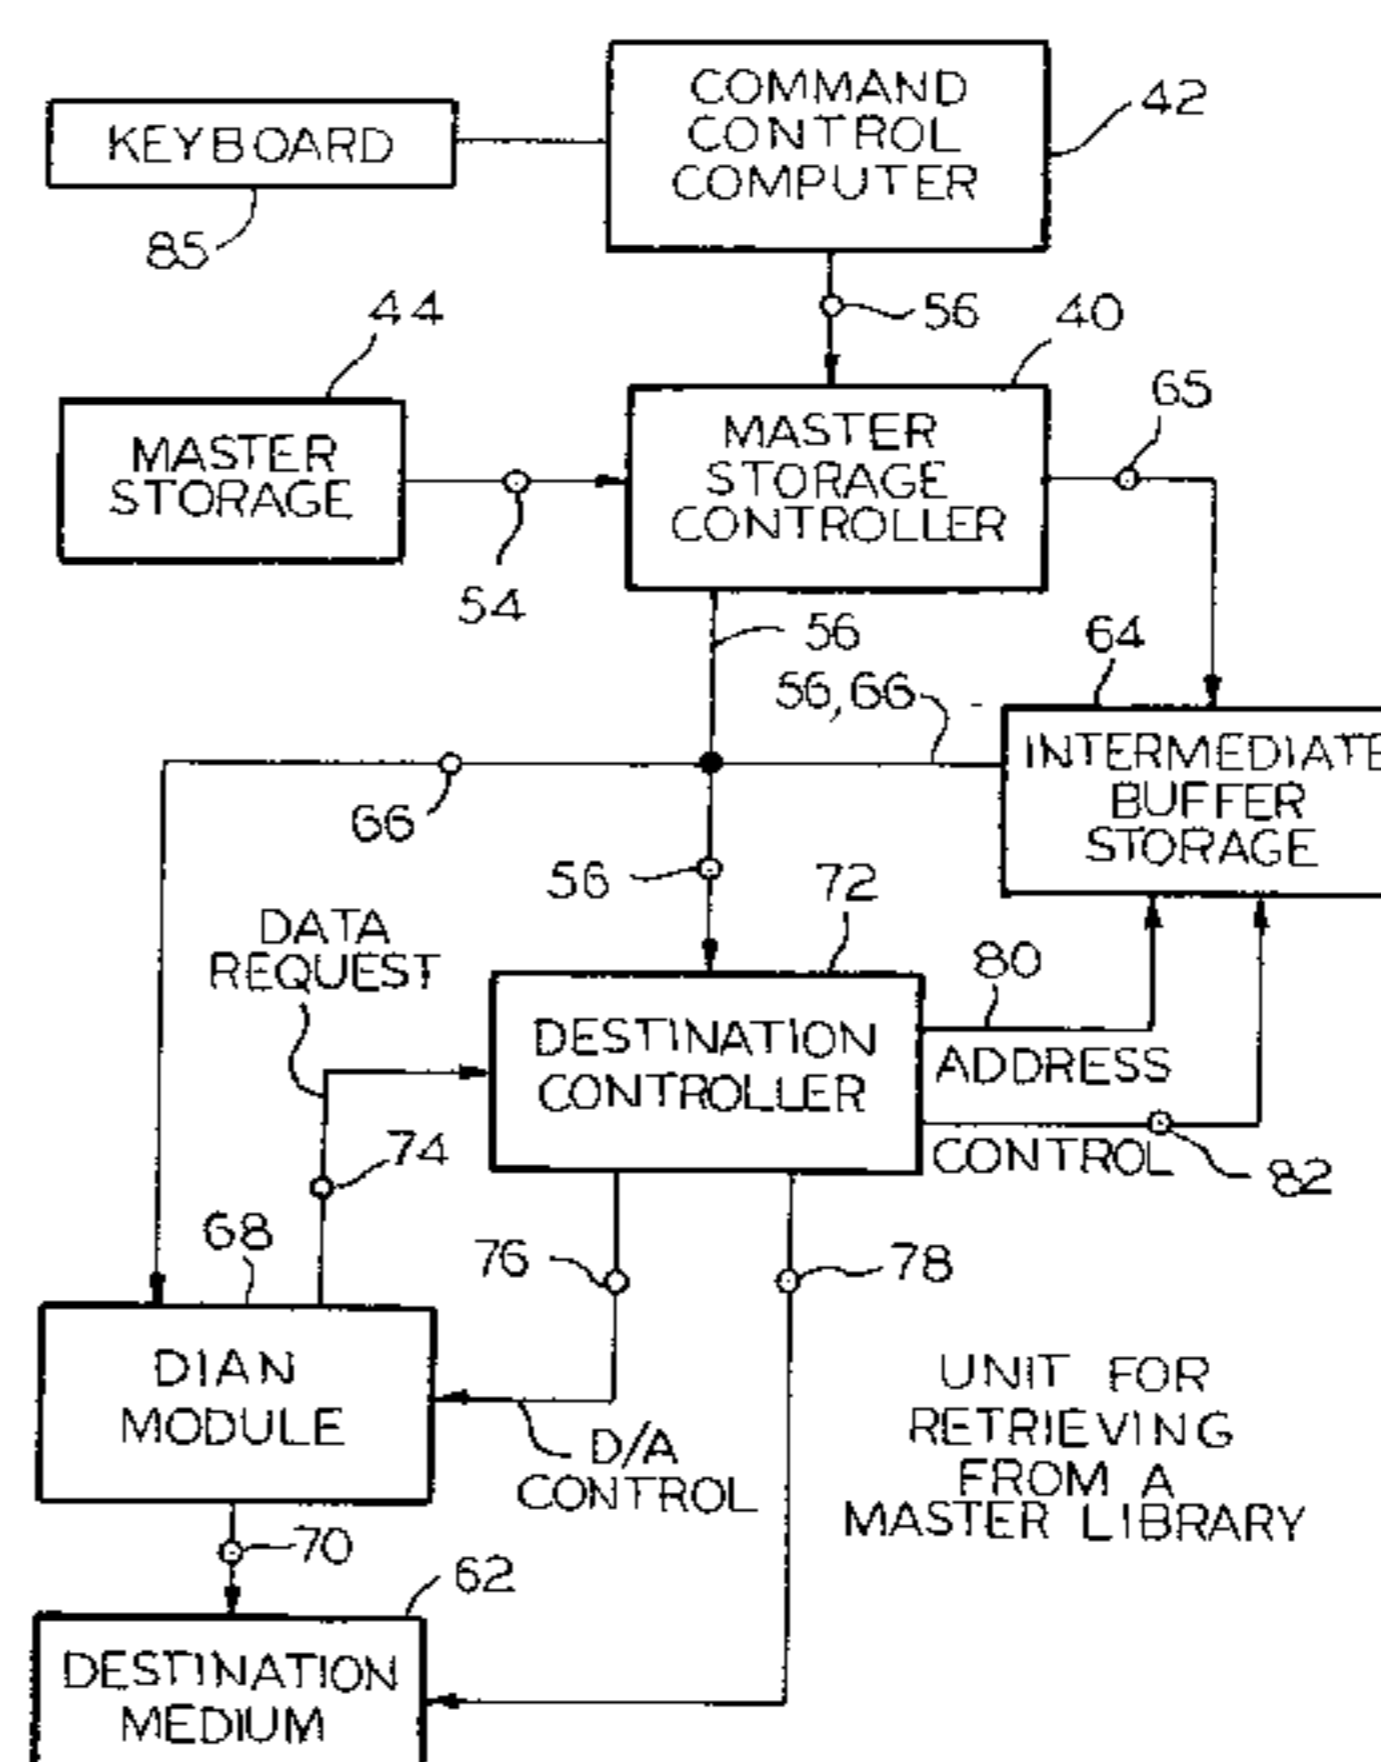 COMMAND
CONTROL
COMPUTER
42
KEYBOARD
85
56
44
40
65
MASTER
STORAGE
MASTER
STORAGE
CONTROLLER
54
56
64
56,66
INTERMEDIATE
BUFFER
STORAGE
66
56
72
DATA
REQUEST
80
DESTINATION
CONTROLLER
ADDRESS
74
CONTROL
82
68
76
78
DIAN
MODULE
UNIT FOR
RETRIEVING
FROM A
MASTER LIBRARY
D/A
CONTROL
70
62
DESTINATION
MEDIUM